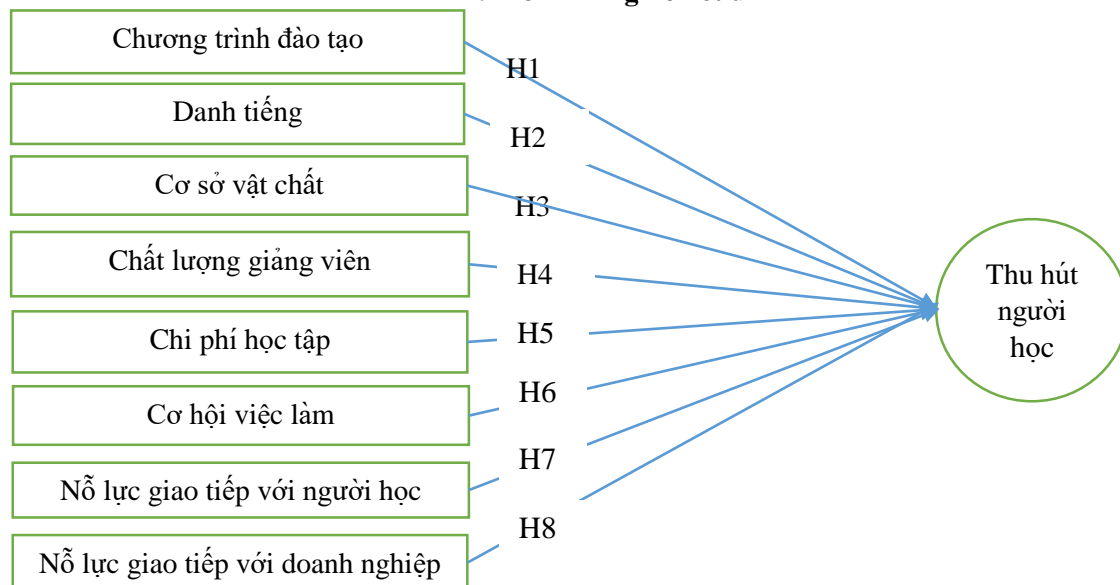 Chương trình đào tạo
H1
Danh tiếng
H2
Cơ sở vật chất
H3
Chất lượng giảng viên
H4
Chi phí học tập
H5
Cơ hội việc làm
H6
Nỗ lực giao tiếp với người học
H7
Nỗ lực giao tiếp với doanh nghiệp
H8
Thu hút
người
học